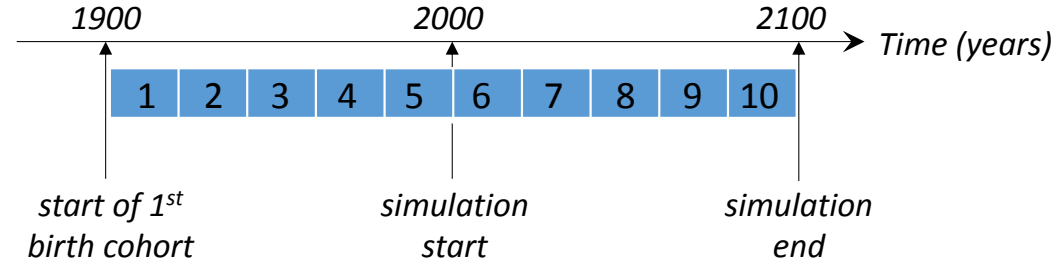 1900 2000 2100
Time (years)
1 2 3 4 5 6 7 8 9 10
start of 1st simulation simulation
birth cohort start end